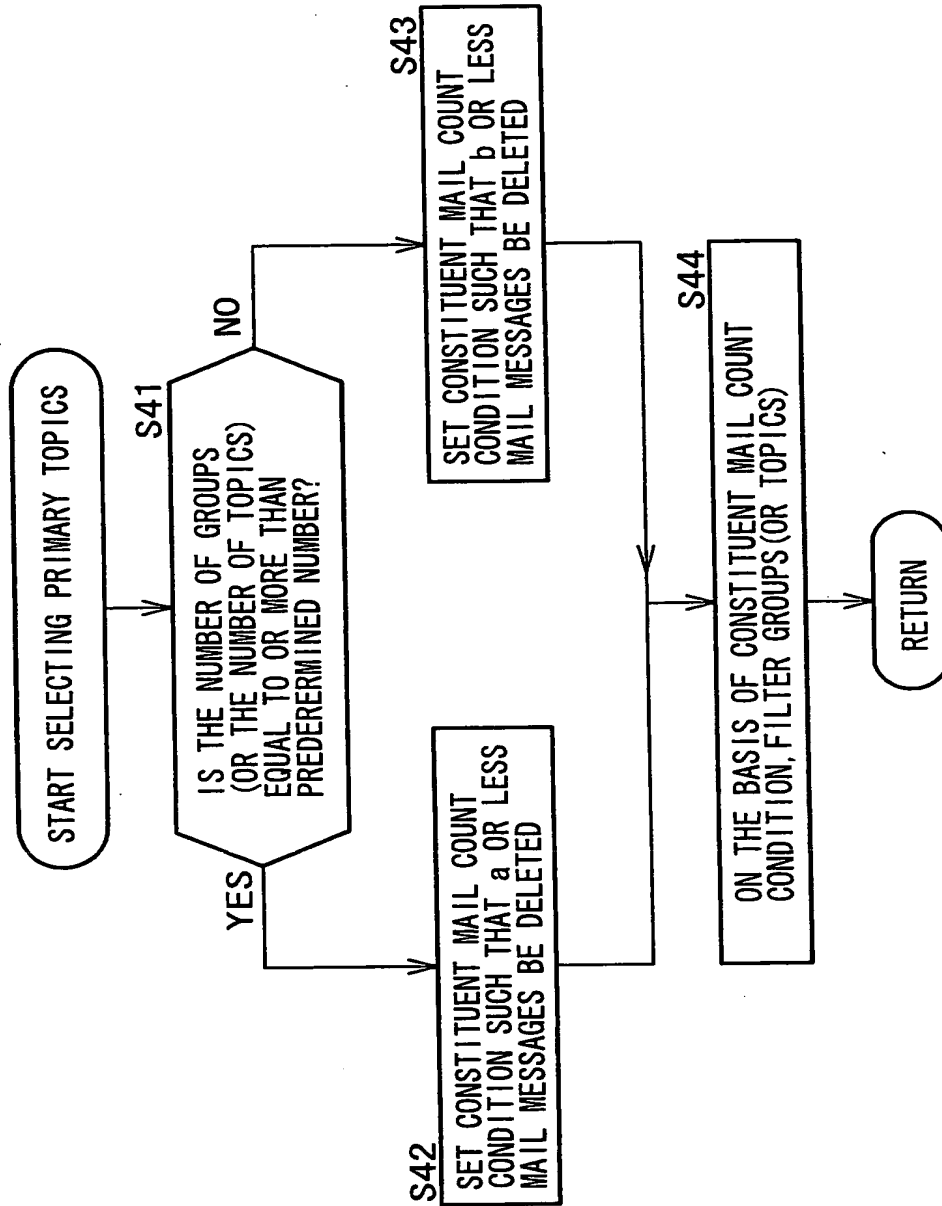 START SELECTING PRIMARY TOPICS
S41
IS THE NUMBER OF GROUPS
(OR THE NUMBER OF TOPICS)
EQUAL TO OR MORE THAN
PREDERERMINED NUMBER?
YES
NO
S42
SET CONSTITUENT MAIL COUNT
CONDITION SUCH THAT a OR LESS
MAIL MESSAGES BE DELETED
S43
SET CONSTITUENT MAIL COUNT
CONDITION SUCH THAT b OR LESS
MAIL MESSAGES BE DELETED
S44
ON THE BASIS OF CONSTITUENT MAIL COUNT
CONDITION,FILTER GROUPS(OR TOPICS)
RETURN